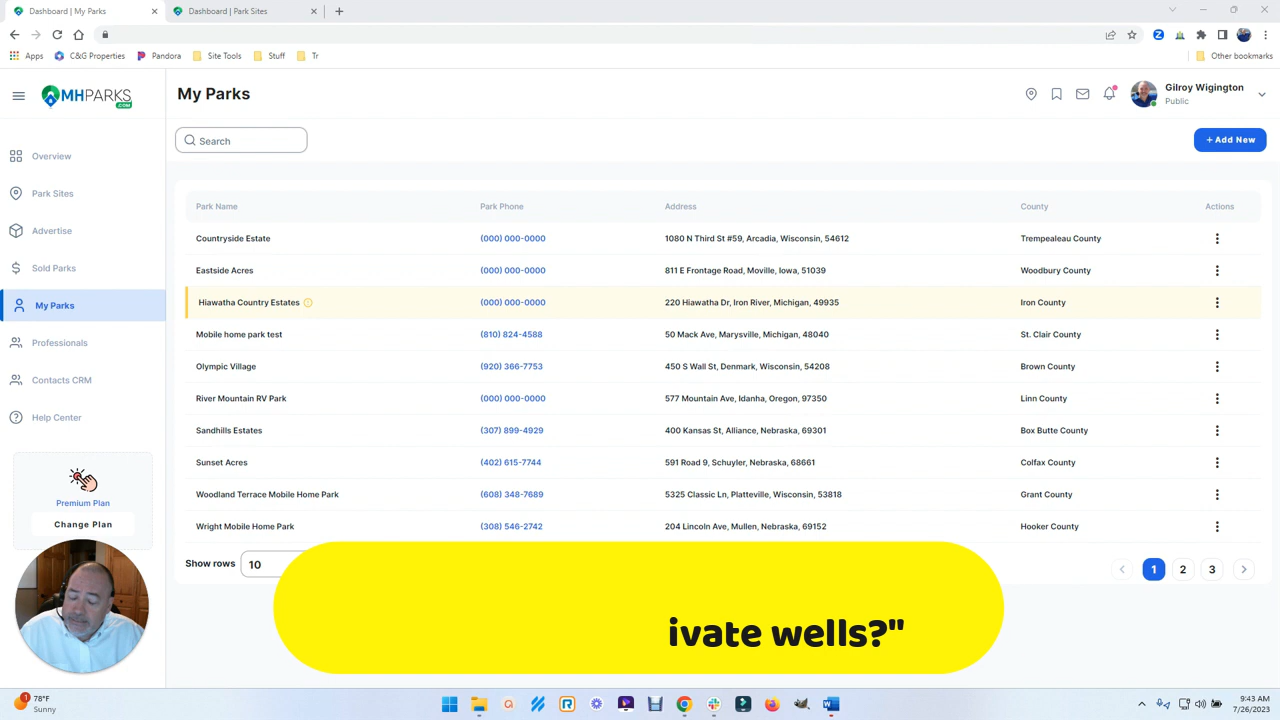 Dashboard | My Parks
Dashboard | Park Sites
Apps
C&G Properties
Pandora
Site Tools
Stuff
Tr
Other bookmarks
MHPARKS
.COM
My Parks
Gilroy Wigington
Public
Search
+ Add New
Overview
Park Sites
Advertise
Sold Parks
My Parks
Professionals
Contacts CRM
Help Center
Premium Plan
Change Plan
Park Name Park Phone Address County Actions
Countryside Estate (000) 000-0000 1080 N Third St #59, Arcadia, Wisconsin, 54612 Trempealeau County
Eastside Acres (000) 000-0000 811 E Frontage Road, Moville, Iowa, 51039 Woodbury County
Hiawatha Country Estates (000) 000-0000 220 Hiawatha Dr, Iron River, Michigan, 49935 Iron County
Mobile home park test (810) 824-4588 50 Mack Ave, Marysville, Michigan, 48040 St. Clair County
Olympic Village (920) 366-7753 450 S Wall St, Denmark, Wisconsin, 54208 Brown County
River Mountain RV Park (000) 000-0000 577 Mountain Ave, Idanha, Oregon, 97350 Linn County
Sandhills Estates (307) 899-4929 400 Kansas St, Alliance, Nebraska, 69301 Box Butte County
Sunset Acres (402) 615-7744 591 Road 9, Schuyler, Nebraska, 68661 Colfax County
Woodland Terrace Mobile Home Park (608) 348-7689 5325 Classic Ln, Platteville, Wisconsin, 53818 Grant County
Wright Mobile Home Park (308) 546-2742 204 Lincoln Ave, Mullen, Nebraska, 69152 Hooker County
Show rows 10
1 2 3
ivate wells?"
1
78°F
Sunny
9:43 AM
7/26/2023